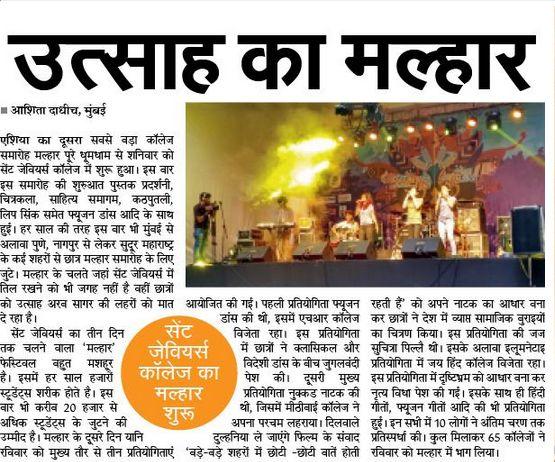 उत्साह का मल्हार
■ आशिता दाधीच, मुंबई
एशिया का दूसरा सबसे बड़ा कॉलेज
समारोह मल्हार पूरे धूमधाम से शनिवार को
सेंट जेवियर्स कॉलेज में शुरू हुआ। इस बार
इस समारोह की शुरुआत पुस्तक प्रदर्शनी,
चित्रकला, साहित्य समागम, कठपुतली,
लिप सिंक समेत फ्यूजन डांस आदि के साथ
हुई। हर साल की तरह इस बार भी मुंबई से
अलावा पुणे, नागपुर से लेकर सुदूर महाराष्ट्र
के कई शहरों से छात्र मल्हार समारोह के लिए
जुटे। मल्हार के चलते जहां सेंट जेवियर्स में
तिल रखने को भी जगह नहीं है वहीं छात्रों
को उत्साह अरब सागर की लहरों को मात
दे रहा है।
सेंट जेवर्सय का तीन दिन
तक चलने वाला 'मल्हार'
फेस्टिवल बहुत मशहूर
है। इसमें हर साल हजारों
स्टूडेंट्स शरीक होते है। इस
बार भी करीब 20 हजार से
अधिक स्टूडेंट्स के जुटने की
उम्मीद है। मल्हार के दूसरे दिन यानि
रविवार को मुख्य तौर से तीन प्रतियोगिताएं
सेंट
जेवियर्स
कॉलेज का
मल्हार
शुरू
आयोजित की गई। पहली प्रतियोगिता फ्यूजन
डांस की थी, इसमें एचआर कॉलेज
विजेता रहा। इस प्रतियोगिता
में छात्रों ने क्लासिकल और
विदेशी डांस के बीच जुगलबंदी
पेश की। दूसरी मुख्य
प्रतियोगिता नुक्कड नाटक की
थी, जिसमें मीठीवाई कॉलेज ने
अपना परचम लहराया। दिलवाले
दुल्हनिया ले जाएंगे फिल्म के संवाद
'बड़े-बड़े शहरों में छोटी -छोटी बातें होती
रहती हैं' को अपने नाटक का आधार बना
कर छात्रों ने देश में व्याप्त सामाजिक बुराइयों
का चित्रण किया। इस प्रतियोगिता की जज
सुचित्रा पिल्लै थी। इसके अलावा इलूमनेटाइ
प्रतियोगिता में जय हिंद कॉलेज विजेता रहा।
इस प्रतियोगिता में दृष्टिभ्रम को आधार बना कर
नृत्य विधा पेश की गई। इसके साथ ही हिंदी
गीतों, फ्यूजन गीतों आदि की भी प्रतियोगिता
हुई। इन सभी में 10 लोगों ने अंतिम चरण तक
प्रतिस्पर्धा की। कुल मिलाकर 65 कॉलेजों ने
रविवार को मल्हार में भाग लिया।